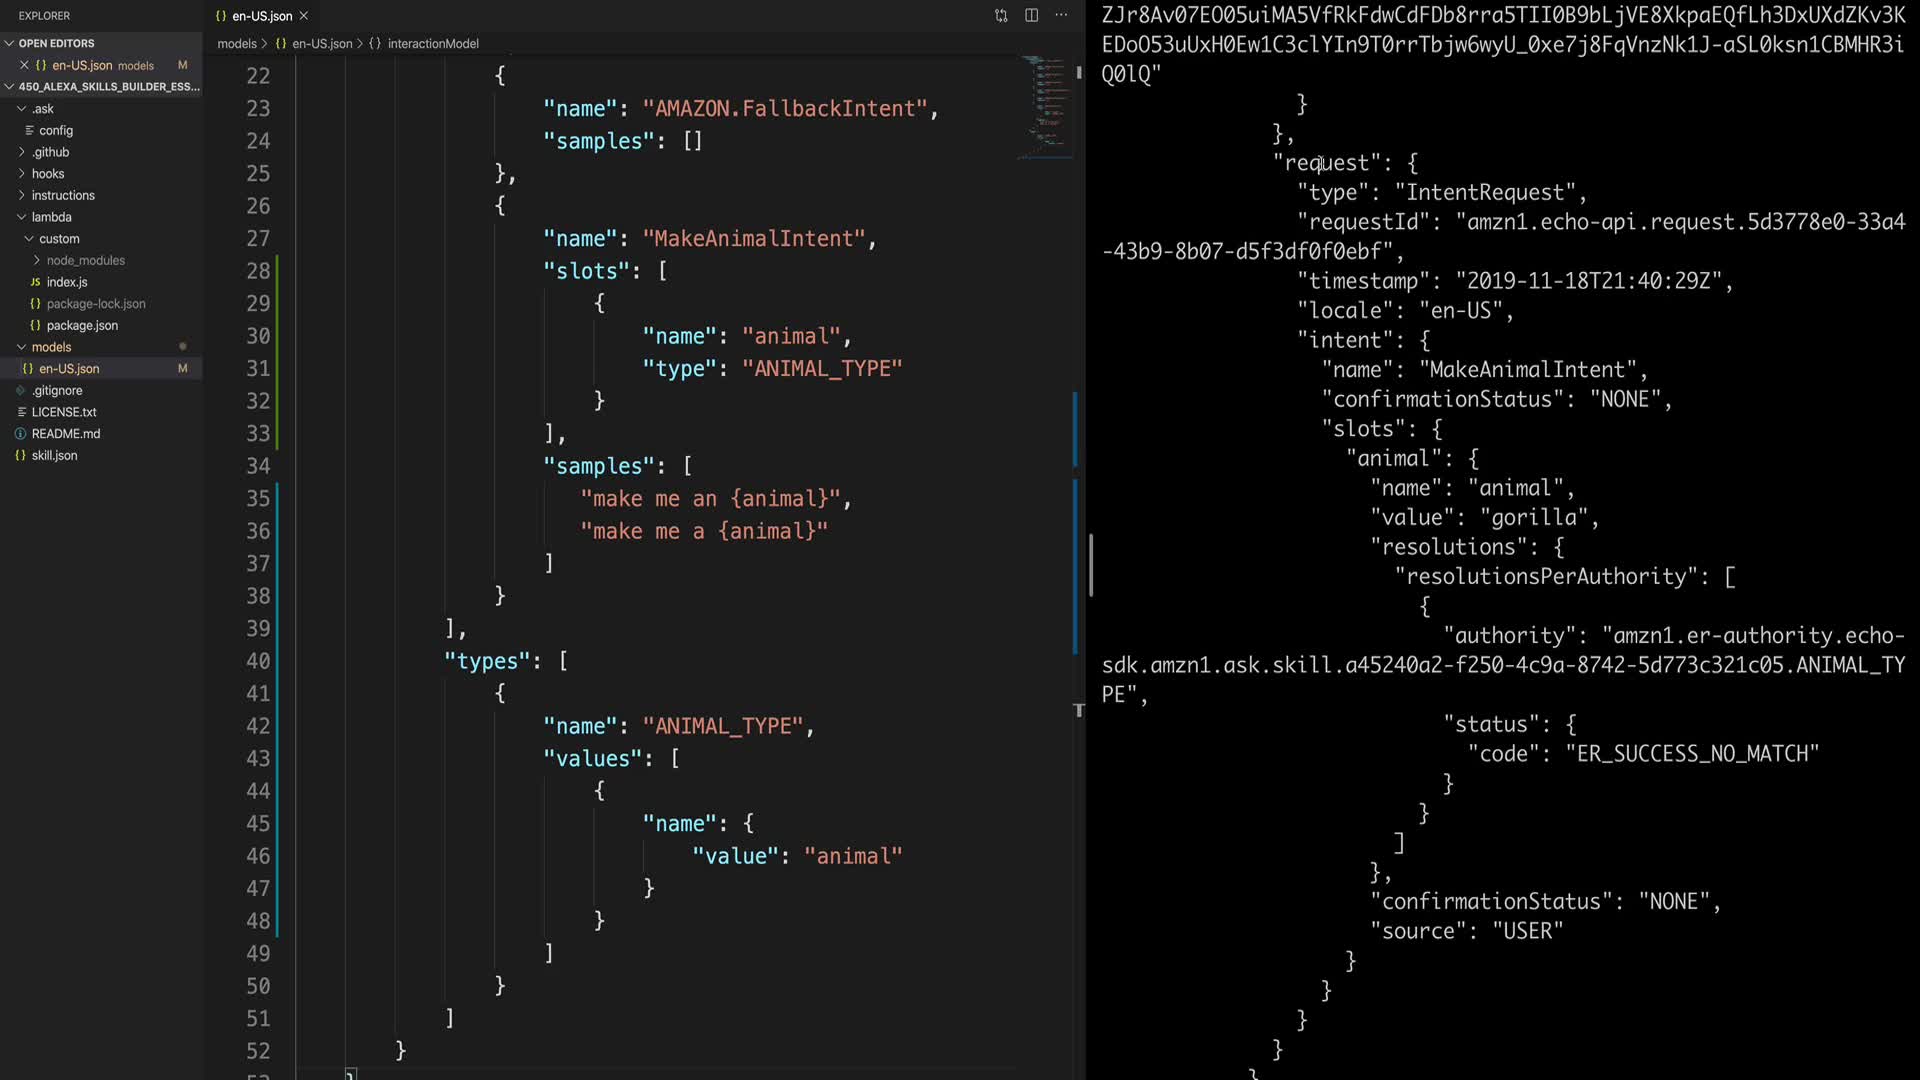 EXPLORER
OPEN EDITORS
en-US.json models M
450_ALEXA_SKILLS_BUILDER_ESS...
.ask
config
.github
hooks
instructions
lambda
custom
node_modules
JS index.js
package-lock.json
package.json
models
en-US.json M
.gitignore
LICENSE.txt
README.md
skill.json
{} en-US.json
models > {} en-US.json > {} interactionModel
22 {
23 "name": "AMAZON.FallbackIntent",
24 "samples": []
25 },
26 {
27 "name": "MakeAnimalIntent",
28 "slots": [
29 {
30 "name": "animal",
31 "type": "ANIMAL_TYPE"
32 }
33 ],
34 "samples": [
35 "make me an {animal}",
36 "make me a {animal}"
37 ]
38 }
39 ],
40 "types": [
41 {
42 "name": "ANIMAL_TYPE",
43 "values": [
44 {
45 "name": {
46 "value": "animal"
47 }
48 }
49 ]
50 }
51 ]
52 }
53 }
ZJr8Av07EO05uiMA5VfRkFdwCdFDb8rra5TII0B9bLjVE8XkpaEQfLh3DxUXdZKv3K
EDoO53uUxH0Ew1C3clYIn9T0rrTbjw6wyU_0xe7j8FqVnzNk1J-aSL0ksn1CBMHR3i
Q0lQ"
}
},
"request": {
"type": "IntentRequest",
"requestId": "amzn1.echo-api.request.5d3778e0-33a4
-43b9-8b07-d5f3df0f0ebf",
"timestamp": "2019-11-18T21:40:29Z",
"locale": "en-US",
"intent": {
"name": "MakeAnimalIntent",
"confirmationStatus": "NONE",
"slots": {
"animal": {
"name": "animal",
"value": "gorilla",
"resolutions": {
"resolutionsPerAuthority": [
{
"authority": "amzn1.er-authority.echo-
sdk.amzn1.ask.skill.a45240a2-f250-4c9a-8742-5d773c321c05.ANIMAL_TY
PE",
"status": {
"code": "ER_SUCCESS_NO_MATCH"
}
}
]
},
"confirmationStatus": "NONE",
"source": "USER"
}
}
}
}
}